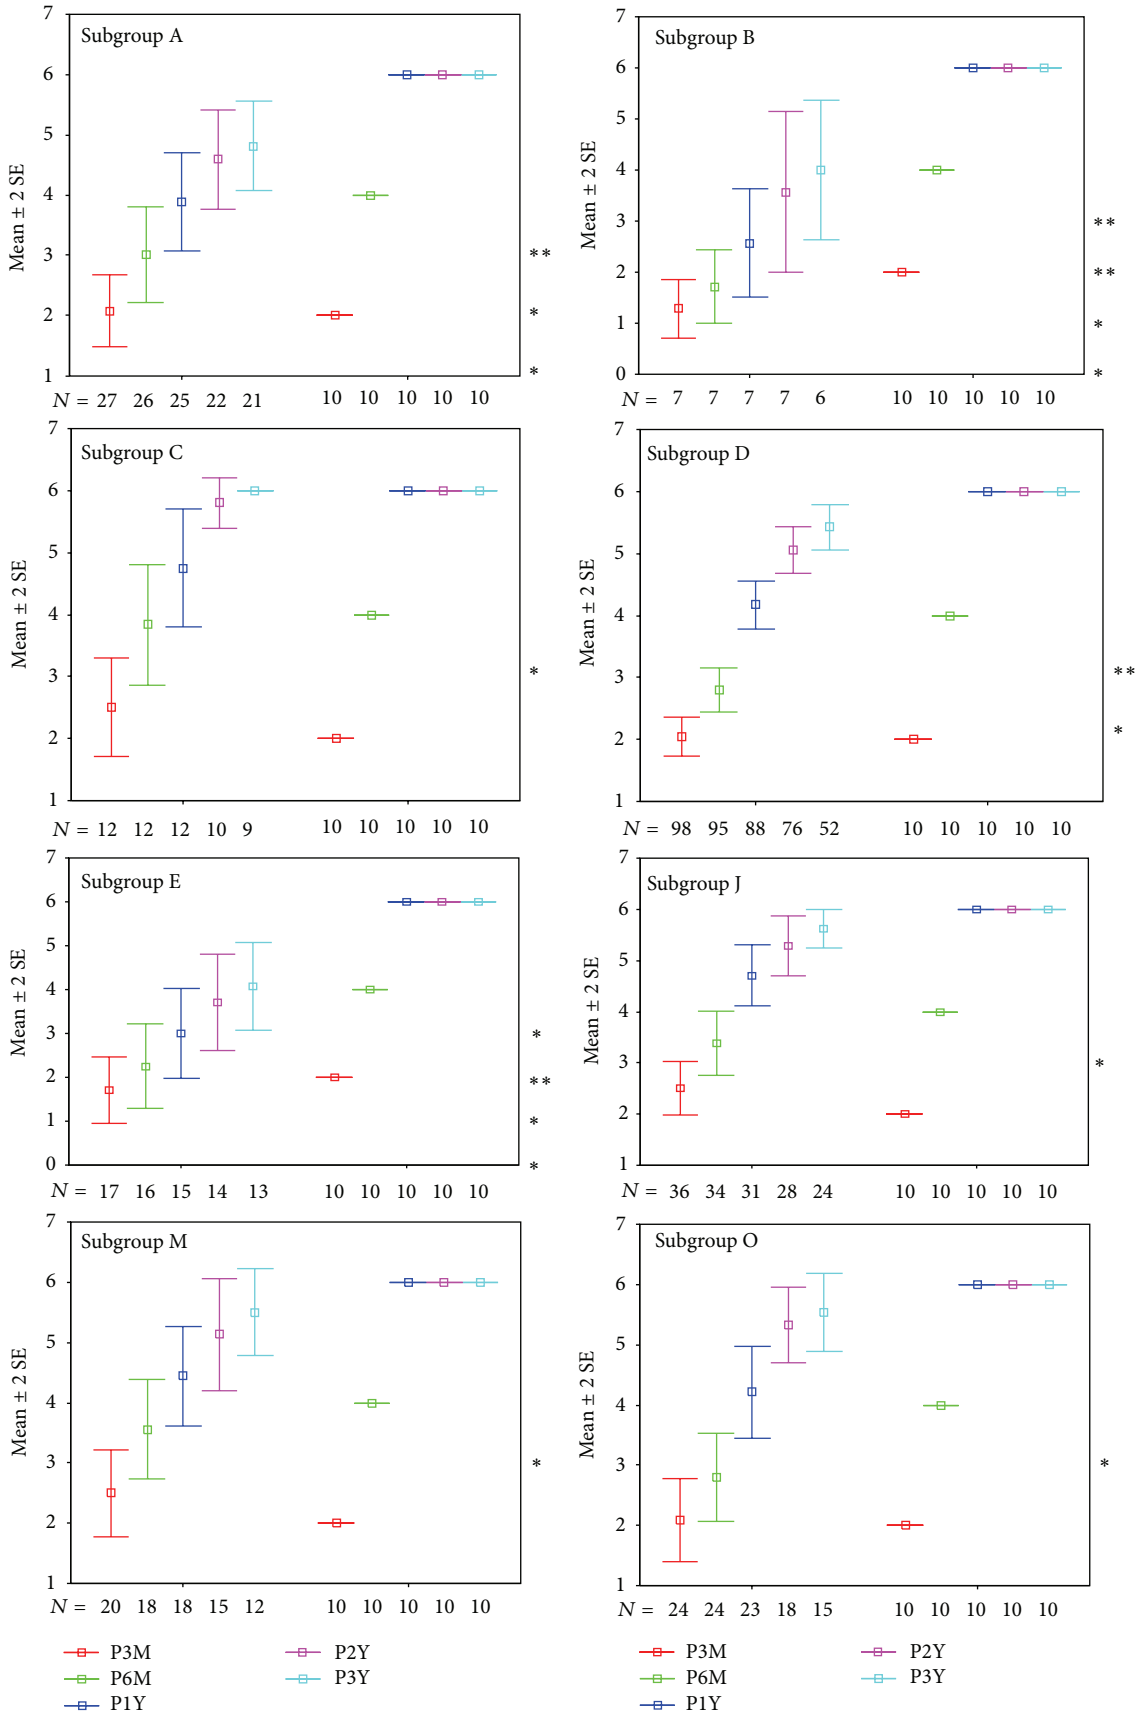 Subgroup A
Mean ± 2 SE
7
6
5
4
3
2
1
**
*
*
N = 27 26 25 22 21 10 10 10 10 10
Subgroup B
Mean ± 2 SE
7
6
5
4
3
2
1
0
**
**
*
*
N = 7 7 7 7 6 10 10 10 10 10
Subgroup C
Mean ± 2 SE
7
6
5
4
3
2
1
*
N = 12 12 12 10 9 10 10 10 10 10
Subgroup D
Mean ± 2 SE
7
6
5
4
3
2
1
**
*
N = 98 95 88 76 52 10 10 10 10 10
Subgroup E
Mean ± 2 SE
7
6
5
4
3
2
1
0
*
**
*
*
N = 17 16 15 14 13 10 10 10 10 10
Subgroup J
Mean ± 2 SE
7
6
5
4
3
2
1
*
N = 36 34 31 28 24 10 10 10 10 10
Subgroup M
Mean ± 2 SE
7
6
5
4
3
2
1
*
N = 20 18 18 15 12 10 10 10 10 10
Subgroup O
Mean ± 2 SE
7
6
5
4
3
2
1
*
N = 24 24 23 18 15 10 10 10 10 10
P3M P2Y
P6M P3Y
P1Y
P3M P2Y
P6M P3Y
P1Y